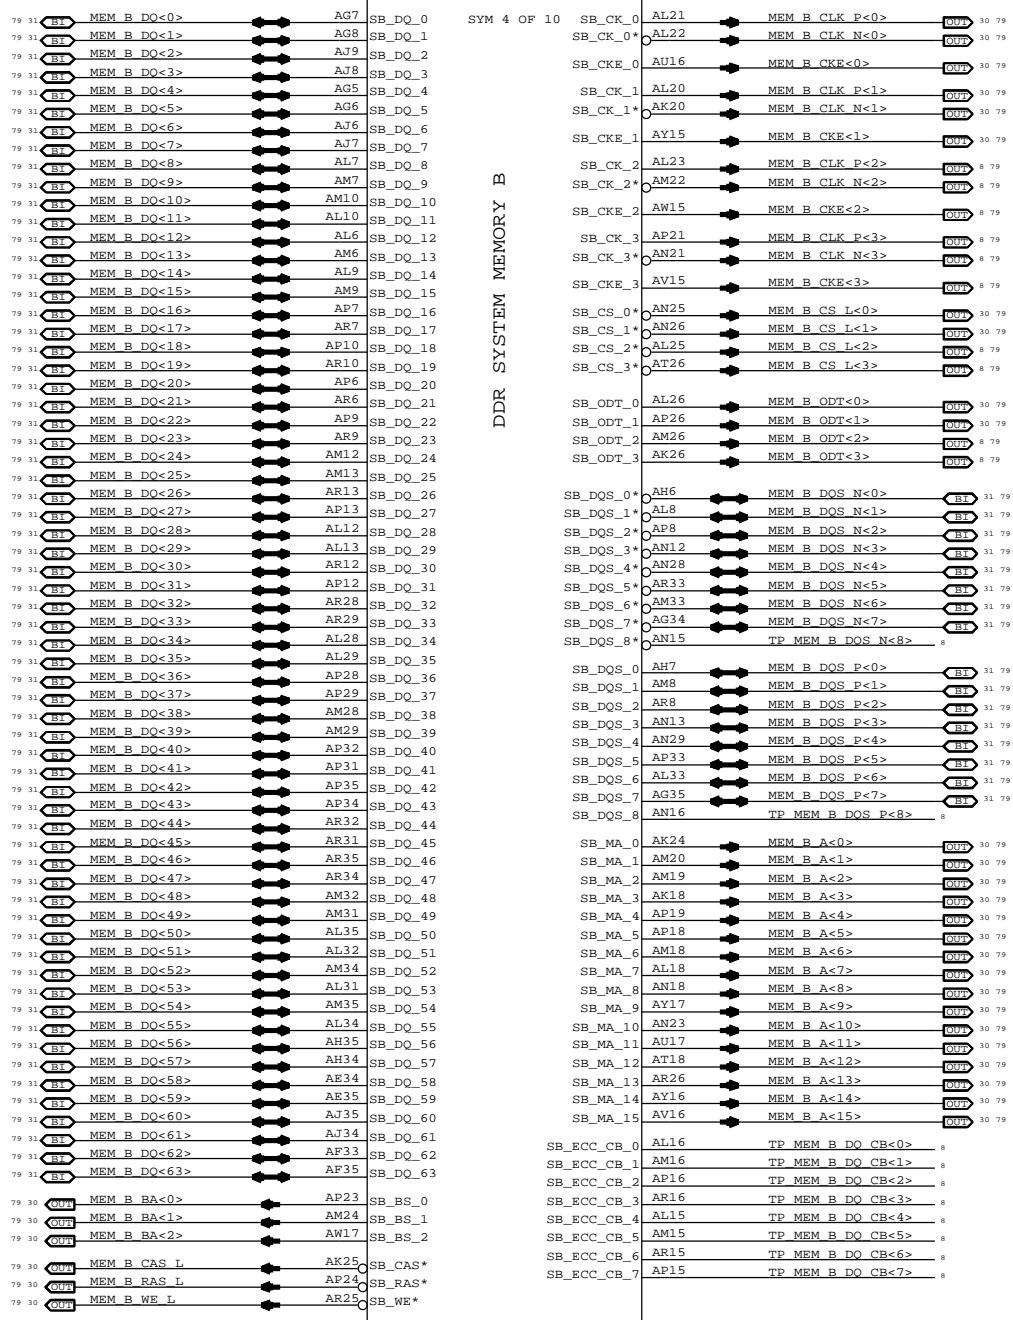 79 31 BI MEM_B_DQ<0> AG7 SB_DQ_0
79 31 BI MEM_B_DQ<1> AG8 SB_DQ_1
79 31 BI MEM_B_DQ<2> AJ9 SB_DQ_2
79 31 BI MEM_B_DQ<3> AJ8 SB_DQ_3
79 31 BI MEM_B_DQ<4> AG5 SB_DQ_4
79 31 BI MEM_B_DQ<5> AG6 SB_DQ_5
79 31 BI MEM_B_DQ<6> AJ6 SB_DQ_6
79 31 BI MEM_B_DQ<7> AJ7 SB_DQ_7
79 31 BI MEM_B_DQ<8> AL7 SB_DQ_8
79 31 BI MEM_B_DQ<9> AM7 SB_DQ_9
79 31 BI MEM_B_DQ<10> AM10 SB_DQ_10
79 31 BI MEM_B_DQ<11> AL10 SB_DQ_11
79 31 BI MEM_B_DQ<12> AL6 SB_DQ_12
79 31 BI MEM_B_DQ<13> AM6 SB_DQ_13
79 31 BI MEM_B_DQ<14> AL9 SB_DQ_14
79 31 BI MEM_B_DQ<15> AM9 SB_DQ_15
79 31 BI MEM_B_DQ<16> AP7 SB_DQ_16
79 31 BI MEM_B_DQ<17> AR7 SB_DQ_17
79 31 BI MEM_B_DQ<18> AP10 SB_DQ_18
79 31 BI MEM_B_DQ<19> AR10 SB_DQ_19
79 31 BI MEM_B_DQ<20> AP6 SB_DQ_20
79 31 BI MEM_B_DQ<21> AR6 SB_DQ_21
79 31 BI MEM_B_DQ<22> AP9 SB_DQ_22
79 31 BI MEM_B_DQ<23> AR9 SB_DQ_23
79 31 BI MEM_B_DQ<24> AM12 SB_DQ_24
79 31 BI MEM_B_DQ<25> AM13 SB_DQ_25
79 31 BI MEM_B_DQ<26> AR13 SB_DQ_26
79 31 BI MEM_B_DQ<27> AP13 SB_DQ_27
79 31 BI MEM_B_DQ<28> AL12 SB_DQ_28
79 31 BI MEM_B_DQ<29> AL13 SB_DQ_29
79 31 BI MEM_B_DQ<30> AR12 SB_DQ_30
79 31 BI MEM_B_DQ<31> AP12 SB_DQ_31
79 31 BI MEM_B_DQ<32> AR28 SB_DQ_32
79 31 BI MEM_B_DQ<33> AR29 SB_DQ_33
79 31 BI MEM_B_DQ<34> AL28 SB_DQ_34
79 31 BI MEM_B_DQ<35> AL29 SB_DQ_35
79 31 BI MEM_B_DQ<36> AP28 SB_DQ_36
79 31 BI MEM_B_DQ<37> AP29 SB_DQ_37
79 31 BI MEM_B_DQ<38> AM28 SB_DQ_38
79 31 BI MEM_B_DQ<39> AM29 SB_DQ_39
79 31 BI MEM_B_DQ<40> AP32 SB_DQ_40
79 31 BI MEM_B_DQ<41> AP31 SB_DQ_41
79 31 BI MEM_B_DQ<42> AP35 SB_DQ_42
79 31 BI MEM_B_DQ<43> AP34 SB_DQ_43
79 31 BI MEM_B_DQ<44> AR32 SB_DQ_44
79 31 BI MEM_B_DQ<45> AR31 SB_DQ_45
79 31 BI MEM_B_DQ<46> AR35 SB_DQ_46
79 31 BI MEM_B_DQ<47> AR34 SB_DQ_47
79 31 BI MEM_B_DQ<48> AM32 SB_DQ_48
79 31 BI MEM_B_DQ<49> AM31 SB_DQ_49
79 31 BI MEM_B_DQ<50> AL35 SB_DQ_50
79 31 BI MEM_B_DQ<51> AL32 SB_DQ_51
79 31 BI MEM_B_DQ<52> AM34 SB_DQ_52
79 31 BI MEM_B_DQ<53> AL31 SB_DQ_53
79 31 BI MEM_B_DQ<54> AM35 SB_DQ_54
79 31 BI MEM_B_DQ<55> AL34 SB_DQ_55
79 31 BI MEM_B_DQ<56> AH35 SB_DQ_56
79 31 BI MEM_B_DQ<57> AH34 SB_DQ_57
79 31 BI MEM_B_DQ<58> AE34 SB_DQ_58
79 31 BI MEM_B_DQ<59> AE35 SB_DQ_59
79 31 BI MEM_B_DQ<60> AJ35 SB_DQ_60
79 31 BI MEM_B_DQ<61> AJ34 SB_DQ_61
79 31 BI MEM_B_DQ<62> AF33 SB_DQ_62
79 31 BI MEM_B_DQ<63> AF35 SB_DQ_63
79 30 OUT MEM_B_BA<0> AP23 SB_BS_0
79 30 OUT MEM_B_BA<1> AM24 SB_BS_1
79 30 OUT MEM_B_BA<2> AW17 SB_BS_2
79 30 OUT MEM_B_CAS_L AK25 SB_CAS*
79 30 OUT MEM_B_RAS_L AP24 SB_RAS*
79 30 OUT MEM_B_WE_L AR25 SB_WE*
SYM 4 OF 10
DDR SYSTEM MEMORY B
SB_CK_0 AL21 MEM_B_CLK_P<0> OUT 30 79
SB_CK_0* AL22 MEM_B_CLK_N<0> OUT 30 79
SB_CKE_0 AU16 MEM_B_CKE<0> OUT 30 79
SB_CK_1 AL20 MEM_B_CLK_P<1> OUT 30 79
SB_CK_1* AK20 MEM_B_CLK_N<1> OUT 30 79
SB_CKE_1 AY15 MEM_B_CKE<1> OUT 30 79
SB_CK_2 AL23 MEM_B_CLK_P<2> OUT 8 79
SB_CK_2* AM22 MEM_B_CLK_N<2> OUT 8 79
SB_CKE_2 AW15 MEM_B_CKE<2> OUT 8 79
SB_CK_3 AP21 MEM_B_CLK_P<3> OUT 8 79
SB_CK_3* AN21 MEM_B_CLK_N<3> OUT 8 79
SB_CKE_3 AV15 MEM_B_CKE<3> OUT 8 79
SB_CS_0* AN25 MEM_B_CS_L<0> OUT 30 79
SB_CS_1* AN26 MEM_B_CS_L<1> OUT 30 79
SB_CS_2* AL25 MEM_B_CS_L<2> OUT 8 79
SB_CS_3* AT26 MEM_B_CS_L<3> OUT 8 79
SB_ODT_0 AL26 MEM_B_ODT<0> OUT 30 79
SB_ODT_1 AP26 MEM_B_ODT<1> OUT 30 79
SB_ODT_2 AM26 MEM_B_ODT<2> OUT 8 79
SB_ODT_3 AK26 MEM_B_ODT<3> OUT 8 79
SB_DQS_0* AH6 MEM_B_DQS_N<0> BI 31 79
SB_DQS_1* AL8 MEM_B_DQS_N<1> BI 31 79
SB_DQS_2* AP8 MEM_B_DQS_N<2> BI 31 79
SB_DQS_3* AN12 MEM_B_DQS_N<3> BI 31 79
SB_DQS_4* AN28 MEM_B_DQS_N<4> BI 31 79
SB_DQS_5* AR33 MEM_B_DQS_N<5> BI 31 79
SB_DQS_6* AM33 MEM_B_DQS_N<6> BI 31 79
SB_DQS_7* AG34 MEM_B_DQS_N<7> BI 31 79
SB_DQS_8* AN15 TP_MEM_B_DQS_N<8> 8
SB_DQS_0 AH7 MEM_B_DQS_P<0> BI 31 79
SB_DQS_1 AM8 MEM_B_DQS_P<1> BI 31 79
SB_DQS_2 AR8 MEM_B_DQS_P<2> BI 31 79
SB_DQS_3 AN13 MEM_B_DQS_P<3> BI 31 79
SB_DQS_4 AN29 MEM_B_DQS_P<4> BI 31 79
SB_DQS_5 AP33 MEM_B_DQS_P<5> BI 31 79
SB_DQS_6 AL33 MEM_B_DQS_P<6> BI 31 79
SB_DQS_7 AG35 MEM_B_DQS_P<7> BI 31 79
SB_DQS_8 AN16 TP_MEM_B_DQS_P<8> 8
SB_MA_0 AK24 MEM_B_A<0> OUT 30 79
SB_MA_1 AM20 MEM_B_A<1> OUT 30 79
SB_MA_2 AM19 MEM_B_A<2> OUT 30 79
SB_MA_3 AK18 MEM_B_A<3> OUT 30 79
SB_MA_4 AP19 MEM_B_A<4> OUT 30 79
SB_MA_5 AP18 MEM_B_A<5> OUT 30 79
SB_MA_6 AM18 MEM_B_A<6> OUT 30 79
SB_MA_7 AL18 MEM_B_A<7> OUT 30 79
SB_MA_8 AN18 MEM_B_A<8> OUT 30 79
SB_MA_9 AY17 MEM_B_A<9> OUT 30 79
SB_MA_10 AN23 MEM_B_A<10> OUT 30 79
SB_MA_11 AU17 MEM_B_A<11> OUT 30 79
SB_MA_12 AT18 MEM_B_A<12> OUT 30 79
SB_MA_13 AR26 MEM_B_A<13> OUT 30 79
SB_MA_14 AY16 MEM_B_A<14> OUT 30 79
SB_MA_15 AV16 MEM_B_A<15> OUT 30 79
SB_ECC_CB_0 AL16 TP_MEM_B_DQ_CB<0> 8
SB_ECC_CB_1 AM16 TP_MEM_B_DQ_CB<1> 8
SB_ECC_CB_2 AP16 TP_MEM_B_DQ_CB<2> 8
SB_ECC_CB_3 AR16 TP_MEM_B_DQ_CB<3> 8
SB_ECC_CB_4 AL15 TP_MEM_B_DQ_CB<4> 8
SB_ECC_CB_5 AM15 TP_MEM_B_DQ_CB<5> 8
SB_ECC_CB_6 AR15 TP_MEM_B_DQ_CB<6> 8
SB_ECC_CB_7 AP15 TP_MEM_B_DQ_CB<7> 8